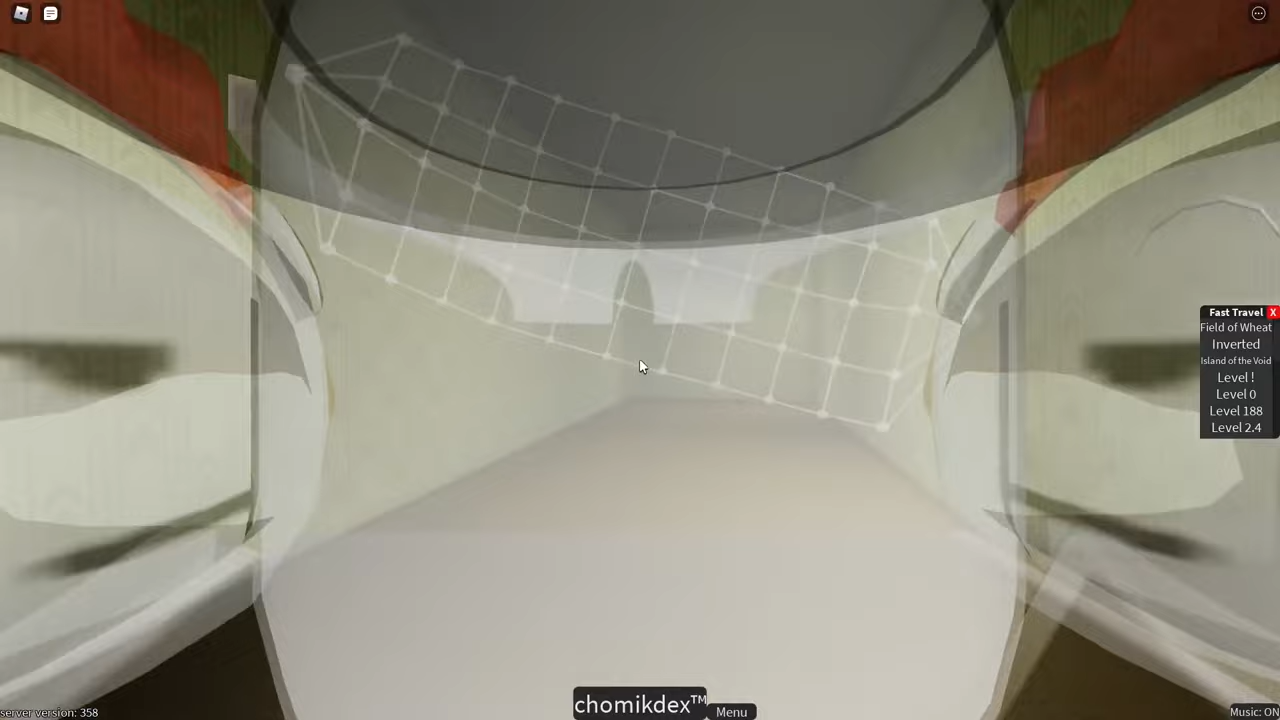 Fast Travel X
Field of Wheat
Inverted
Island of the Void
Level !
Level 0
Level 188
Level 2.4
chomikdex™
Menu
server version: 358
Music: ON